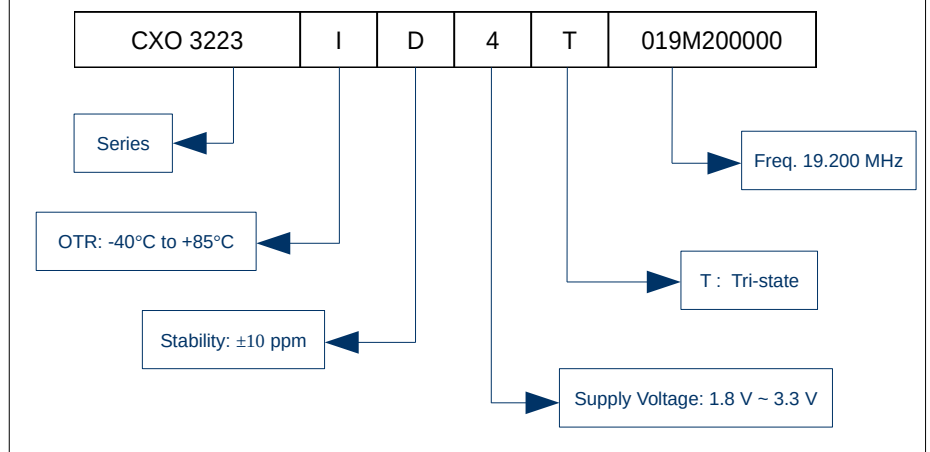 CXO 3223 I D 4 T 019M200000
Series
Freq. 19.200 MHz
OTR: -40°C to +85°C
T : Tri-state
Stability: ±10 ppm
Supply Voltage: 1.8 V ~ 3.3 V